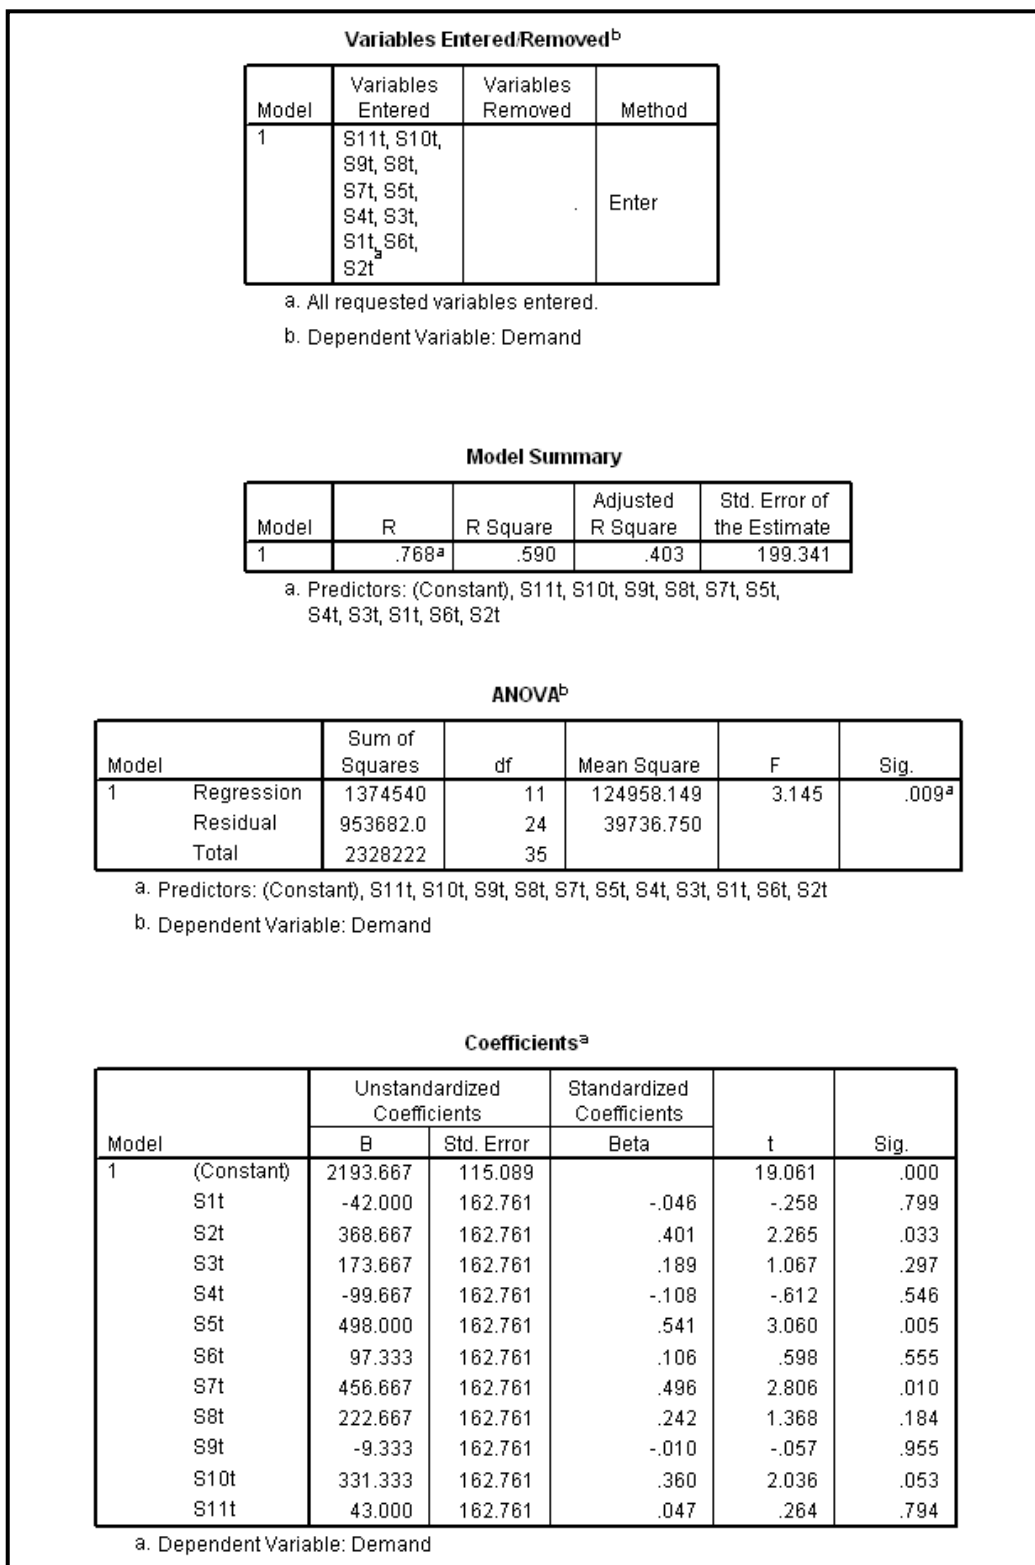 Variables Entered/Removedb
Model Variables Entered Variables Removed Method
1 S11t, S10t, . Enter
S9t, S8t,
S7t, S5t,
S4t, S3t,
S1t, S6t,
S2ta
a. All requested variables entered.
b. Dependent Variable: Demand
Model Summary
Model R R Square Adjusted R Square Std. Error of the Estimate
1 .768a .590 .403 199.341
a. Predictors: (Constant), S11t, S10t, S9t, S8t, S7t, S5t,
S4t, S3t, S1t, S6t, S2t
ANOVAb
Model Sum of Squares df Mean Square F Sig.
1 Regression 1374540 11 124958.149 3.145 .009a
Residual 953682.0 24 39736.750
Total 2328222 35
a. Predictors: (Constant), S11t, S10t, S9t, S8t, S7t, S5t, S4t, S3t, S1t, S6t, S2t
b. Dependent Variable: Demand
Coefficientsa
Unstandardized Coefficients Standardized Coefficients
Model B Std. Error Beta t Sig.
1 (Constant) 2193.667 115.089 19.061 .000
S1t -42.000 162.761 -.046 -.258 .799
S2t 368.667 162.761 .401 2.265 .033
S3t 173.667 162.761 .189 1.067 .297
S4t -99.667 162.761 -.108 -.612 .546
S5t 498.000 162.761 .541 3.060 .005
S6t 97.333 162.761 .106 .598 .555
S7t 456.667 162.761 .496 2.806 .010
S8t 222.667 162.761 .242 1.368 .184
S9t -9.333 162.761 -.010 -.057 .955
S10t 331.333 162.761 .360 2.036 .053
S11t 43.000 162.761 .047 .264 .794
a. Dependent Variable: Demand